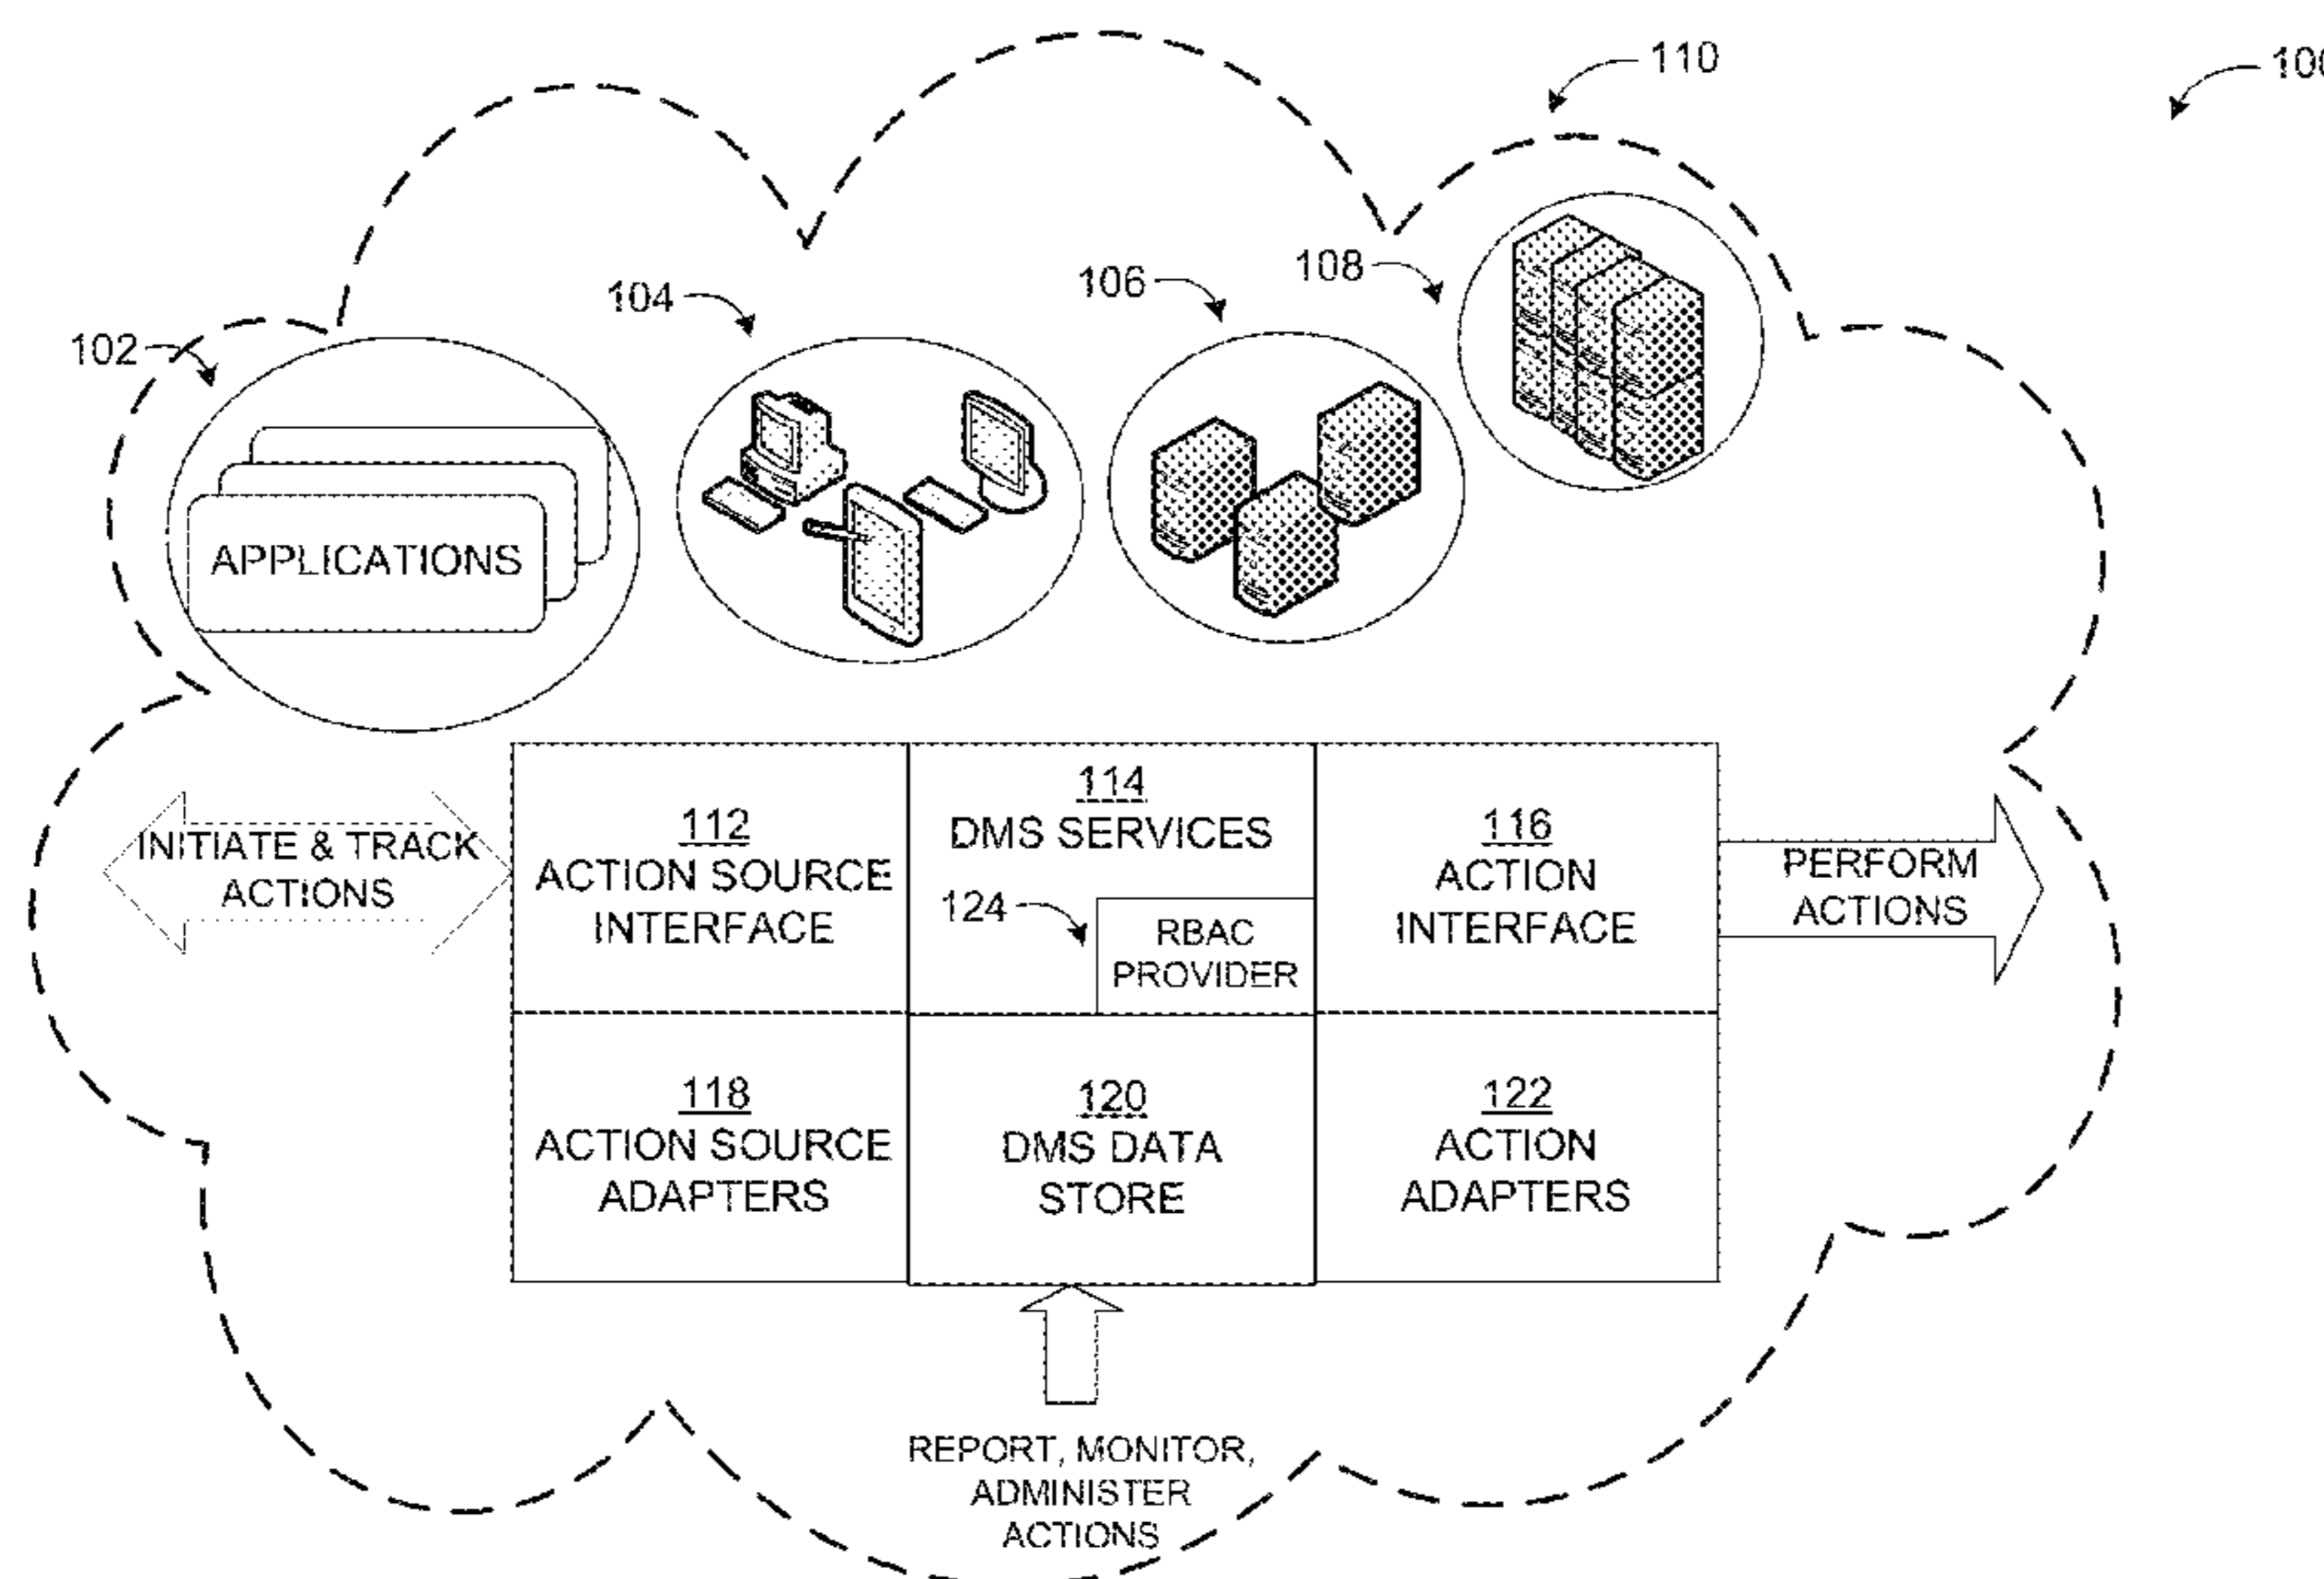 110
100
104
106
108
102
APPLICATIONS
INITIATE & TRACK
ACTIONS
112
ACTION SOURCE
INTERFACE
114
DMS SERVICES
124
RBAC
PROVIDER
116
ACTION
INTERFACE
PERFORM
ACTIONS
118
ACTION SOURCE
ADAPTERS
120
DMS DATA
STORE
122
ACTION
ADAPTERS
REPORT, MONITOR,
ADMINISTER
ACTIONS